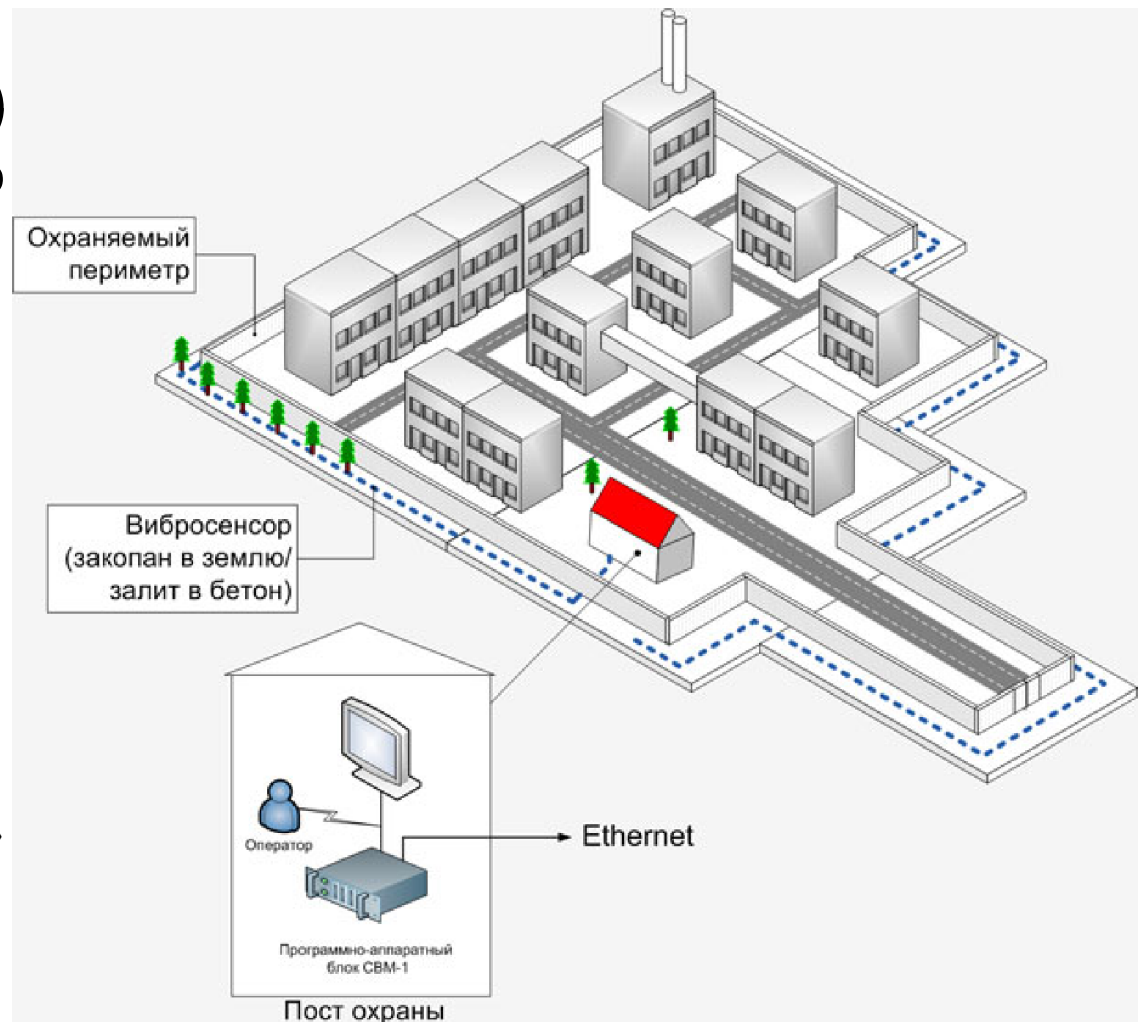 Охраняемый
периметр
Вибросенсор
(закопан в землю/
залит в бетон)
Ethernet
Оператор
Программно-аппаратный
блок СВМ-1
Пост охраны